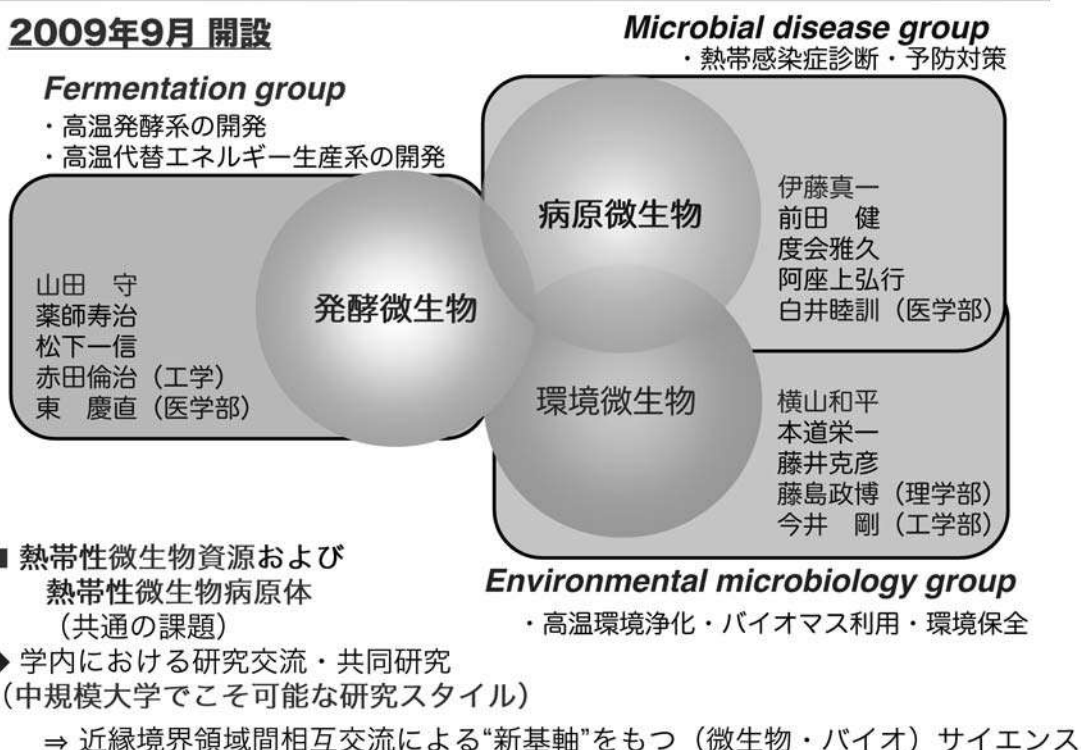 2009年9月 開設
Microbial disease group
・熱帯感染症診断・予防対策
Fermentation group
・高温発酵系の開発
・高温代替エネルギー生産系の開発
病原微生物
伊藤真一
前田　健
度会雅久
阿座上弘行
白井睦訓（医学部）
発酵微生物
山田　守
薬師寿治
松下一信
赤田倫治（工学）
東　慶直（医学部）
環境微生物
横山和平
本道栄一
藤井克彦
藤島政博（理学部）
今井　剛（工学部）
Environmental microbiology group
・高温環境浄化・バイオマス利用・環境保全
■ 熱帯性微生物資源および
熱帯性微生物病原体
（共通の課題）
◆ 学内における研究交流・共同研究
（中規模大学でこそ可能な研究スタイル）
⇒ 近縁境界領域間相互交流による“新基軸”をもつ（微生物・バイオ）サイエンス